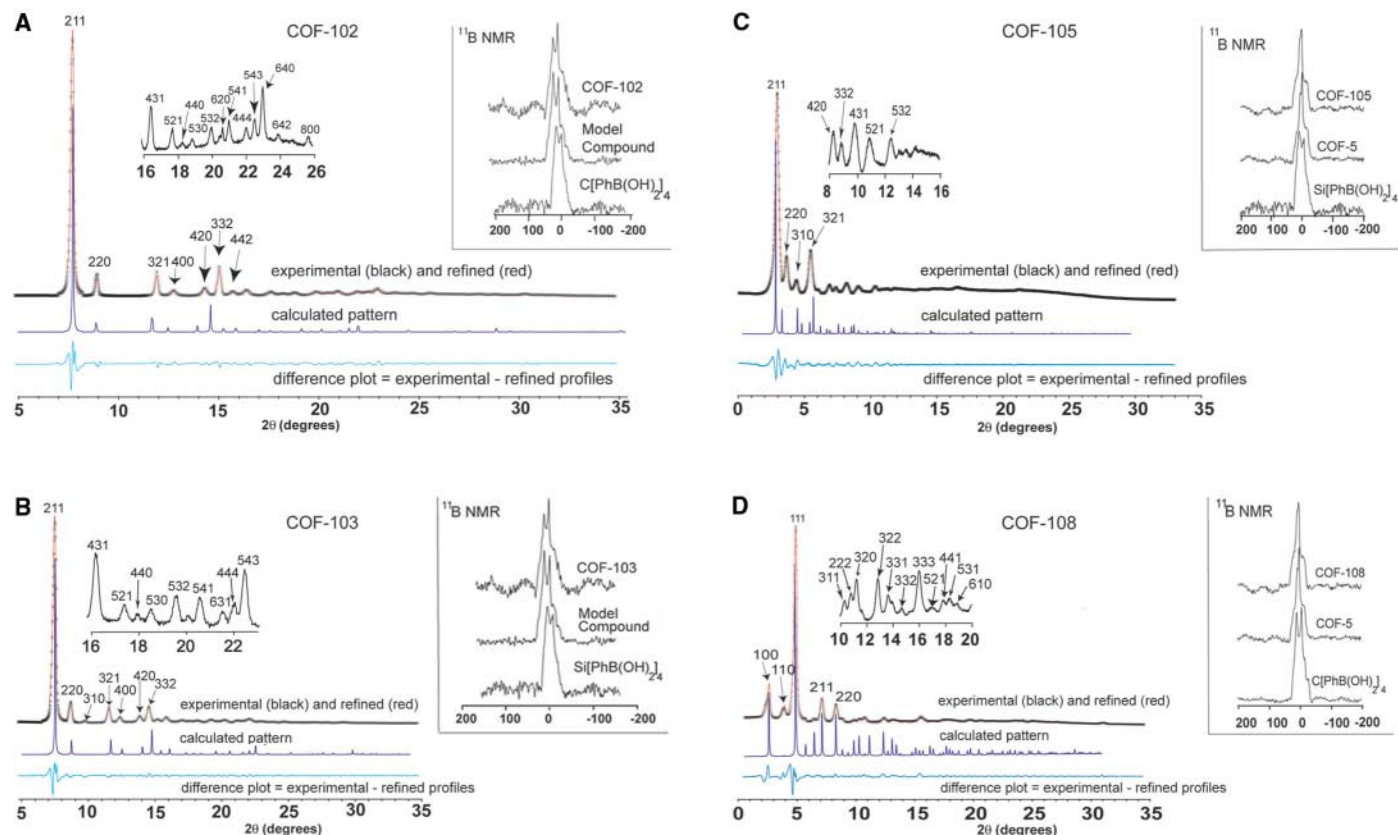 A
211
COF-102
431
521
440
530
532
620
541
444
543
640
642
800
16 18 20 22 24 26
220
321 400
420
332
442
experimental (black) and refined (red)
calculated pattern
difference plot = experimental - refined profiles
5 10 15 20 25 30 35
2θ (degrees)
11B NMR
COF-102
Model
Compound
C[PhB(OH)2]4
200 100 0 -100 -200
C
211
COF-105
420
332
431
521
532
8 10 12 14 16
220
310
321
experimental (black) and refined (red)
calculated pattern
difference plot = experimental - refined profiles
0 5 10 15 20 25 30 35
2θ (degrees)
11B NMR
COF-105
COF-5
Si[PhB(OH)2]4
200 100 0 -100 -200
B
211
COF-103
431
521
440
530
532
541
631
444
543
16 18 20 22
220
310
321
400
420
332
experimental (black) and refined (red)
calculated pattern
difference plot = experimental - refined profiles
5 10 15 20 25 30 35
2θ (degrees)
11B NMR
COF-103
Model
Compound
Si[PhB(OH)2]4
200 100 0 -100 -200
D
111
COF-108
311
222
320
322
331
332
333
521
441
531
610
10 12 14 16 18 20
100
110
211
220
experimental (black) and refined (red)
calculated pattern
difference plot = experimental - refined profiles
0 5 10 15 20 25 30 35
2θ (degrees)
11B NMR
COF-108
COF-5
C[PhB(OH)2]4
200 100 0 -100 -200